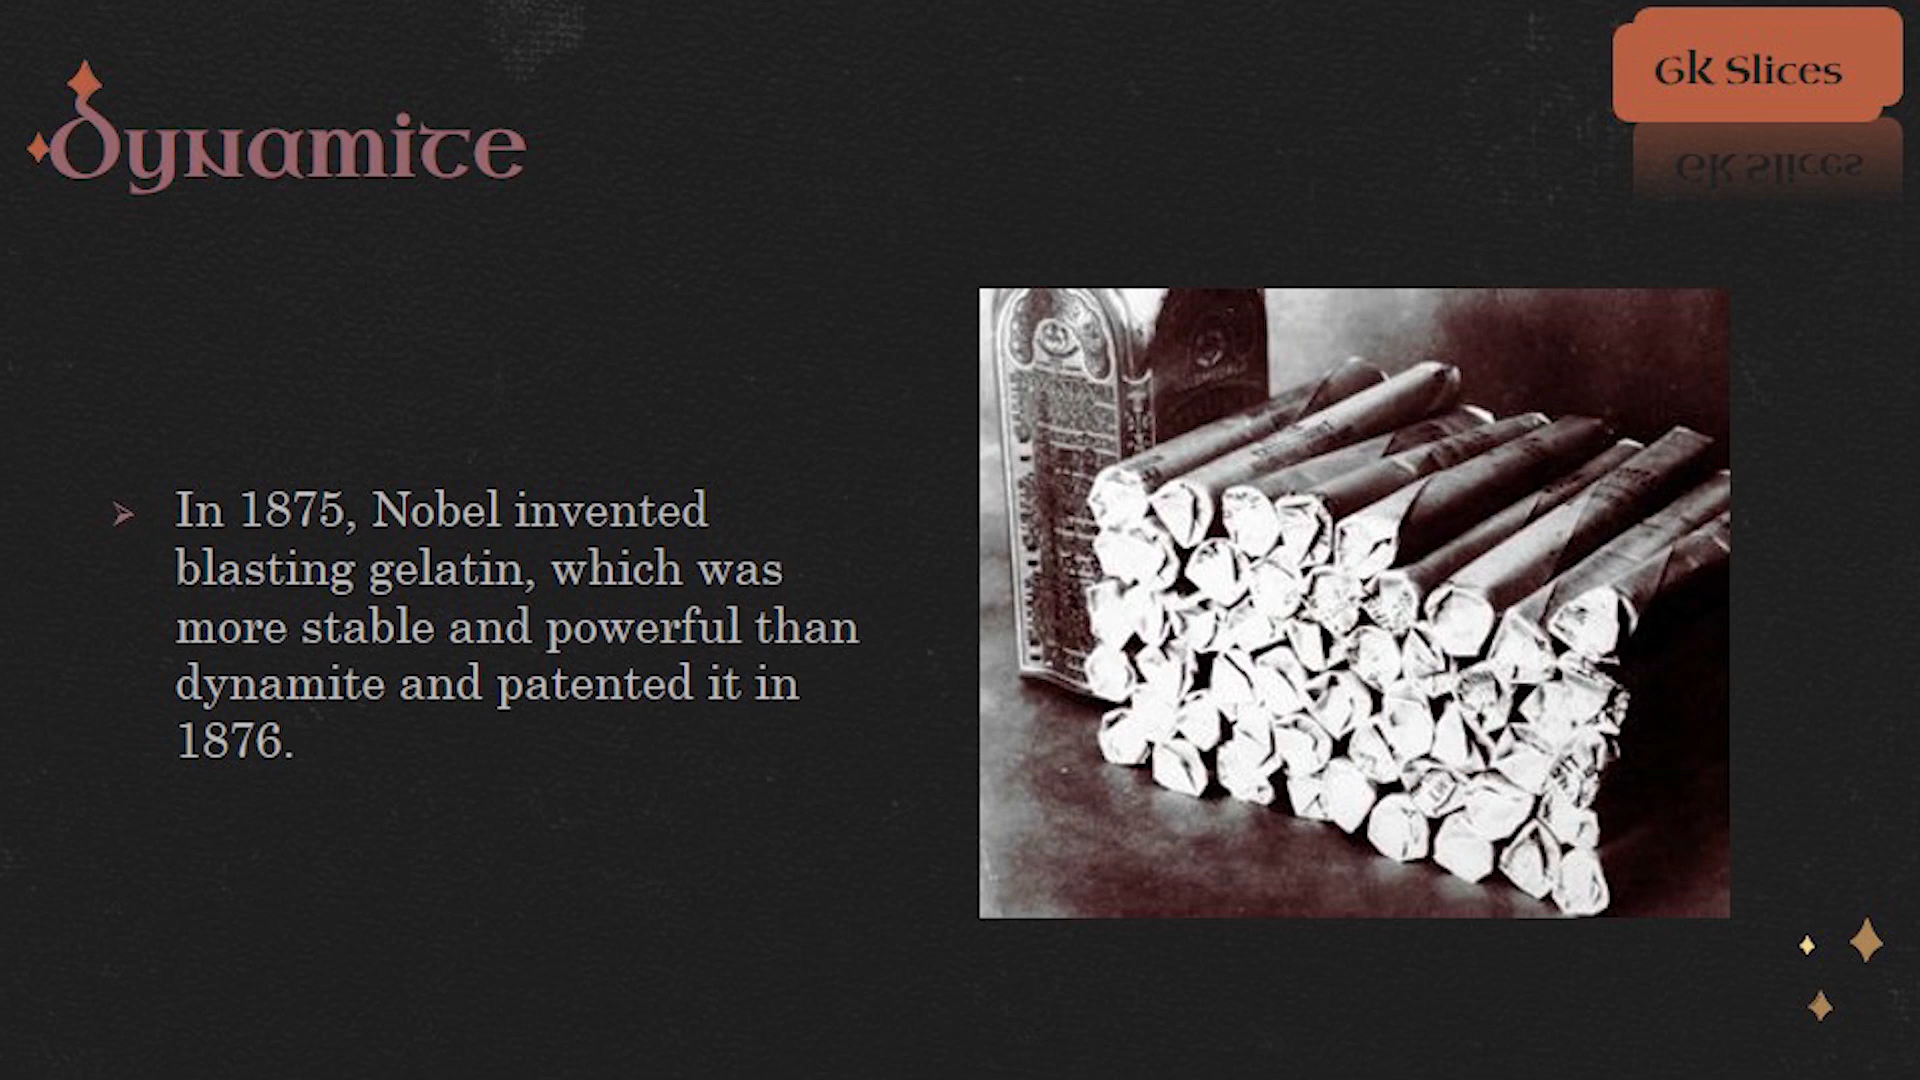 Gk Slices
Dynamite
In 1875, Nobel invented
blasting gelatin, which was
more stable and powerful than
dynamite and patented it in
1876.